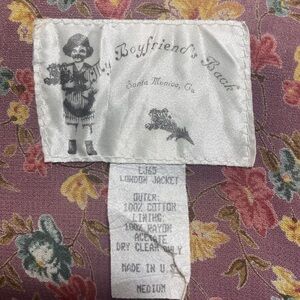 My Boyfriend's Back
Santa Monica, Ca.
LONDON JACKET
OUTER:
100% COTTON
LINING:
100% RAYON
ACETATE
DRY CLEAN ONLY
MADE IN U.S.
MEDIUM